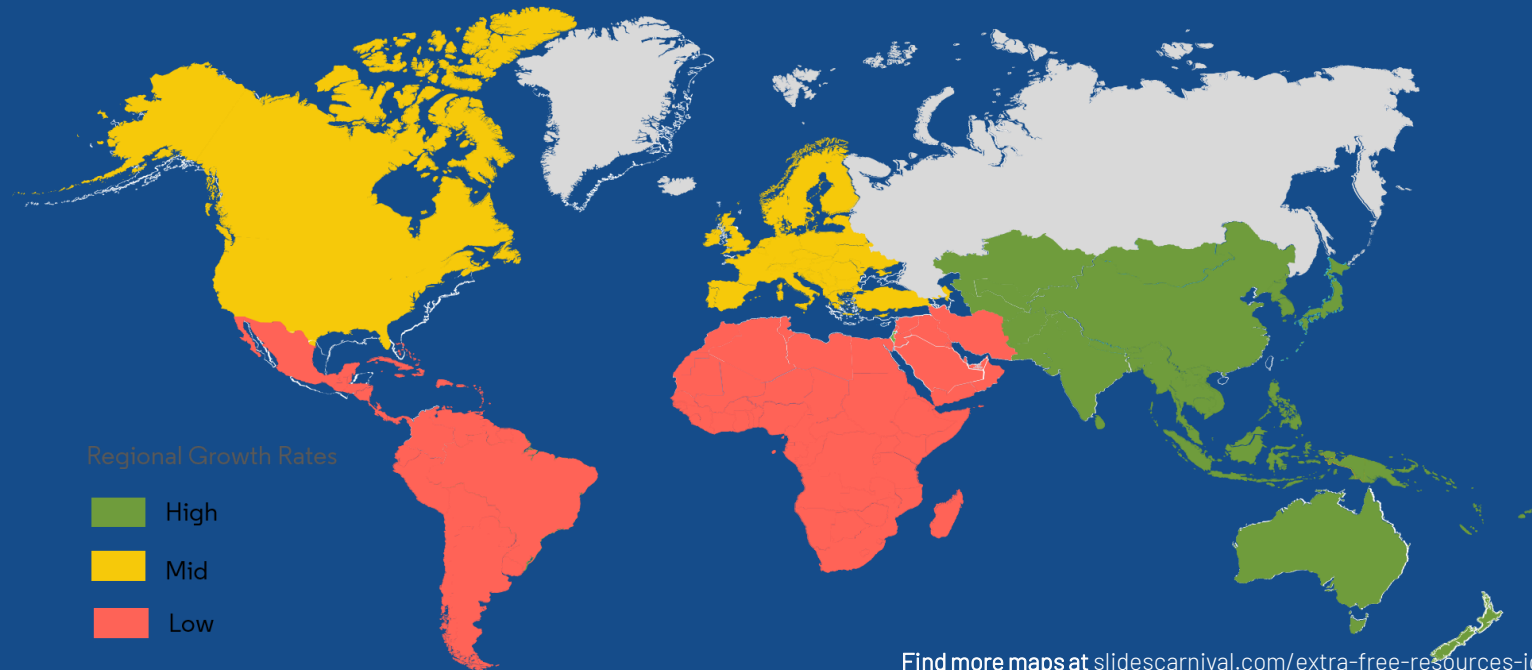 Regional Growth Rates
High
Mid
Low
Find more maps at slidescarnival.com/extra-free-resources-i